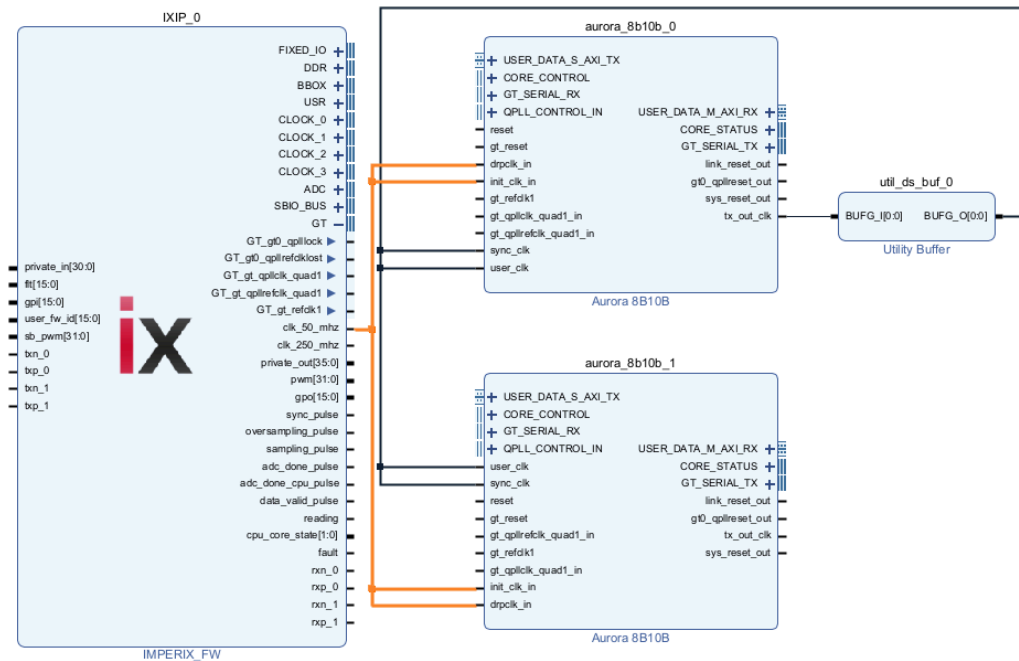 IXIP_0
FIXED_IO
DDR
BBOX
USR
CLOCK_0
CLOCK_1
CLOCK_2
CLOCK_3
ADC
SBIO_BUS
GT
GT_gt0_qplllock
GT_gt0_qpllrefclklost
GT_gt_qpllclk_quad1
GT_gt_qpllrefclk_quad1
GT_gt_refclk1
clk_50_mhz
clk_250_mhz
private_out[35:0]
pwm[31:0]
gpo[15:0]
sync_pulse
oversampling_pulse
sampling_pulse
adc_done_pulse
adc_done_cpu_pulse
data_valid_pulse
reading
cpu_core_state[1:0]
fault
rxn_0
rxp_0
rxn_1
rxp_1
private_in[30:0]
flt[15:0]
gpi[15:0]
user_fw_id[15:0]
sb_pwm[31:0]
txn_0
txp_0
txn_1
txp_1
ix
IMPERIX_FW
aurora_8b10b_0
USER_DATA_S_AXI_TX
CORE_CONTROL
GT_SERIAL_RX
QPLL_CONTROL_IN
reset
gt_reset
drpclk_in
init_clk_in
gt_refclk1
gt_qpllclk_quad1_in
gt_qpllrefclk_quad1_in
sync_clk
user_clk
USER_DATA_M_AXI_RX
CORE_STATUS
GT_SERIAL_TX
link_reset_out
gt0_qpllreset_out
sys_reset_out
tx_out_clk
Aurora 8B10B
util_ds_buf_0
BUFG_I[0:0]
BUFG_O[0:0]
Utility Buffer
aurora_8b10b_1
USER_DATA_S_AXI_TX
CORE_CONTROL
GT_SERIAL_RX
QPLL_CONTROL_IN
user_clk
sync_clk
reset
gt_reset
gt_qpllrefclk_quad1_in
gt_refclk1
gt_qpllclk_quad1_in
init_clk_in
drpclk_in
USER_DATA_M_AXI_RX
CORE_STATUS
GT_SERIAL_TX
link_reset_out
gt0_qpllreset_out
tx_out_clk
sys_reset_out
Aurora 8B10B